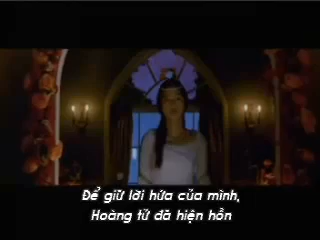 Để giữ lời hứa của mình,
Hoàng tử đã hiện hồn